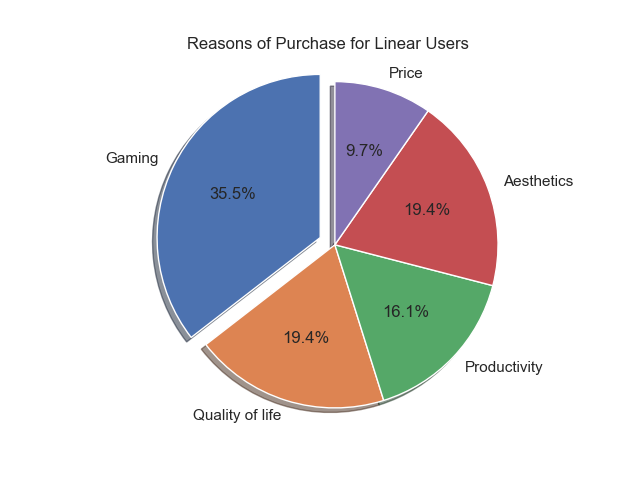 Reasons of Purchase for Linear Users
Price
9.7%
Gaming
35.5%
Aesthetics
19.4%
16.1%
Productivity
19.4%
Quality of life